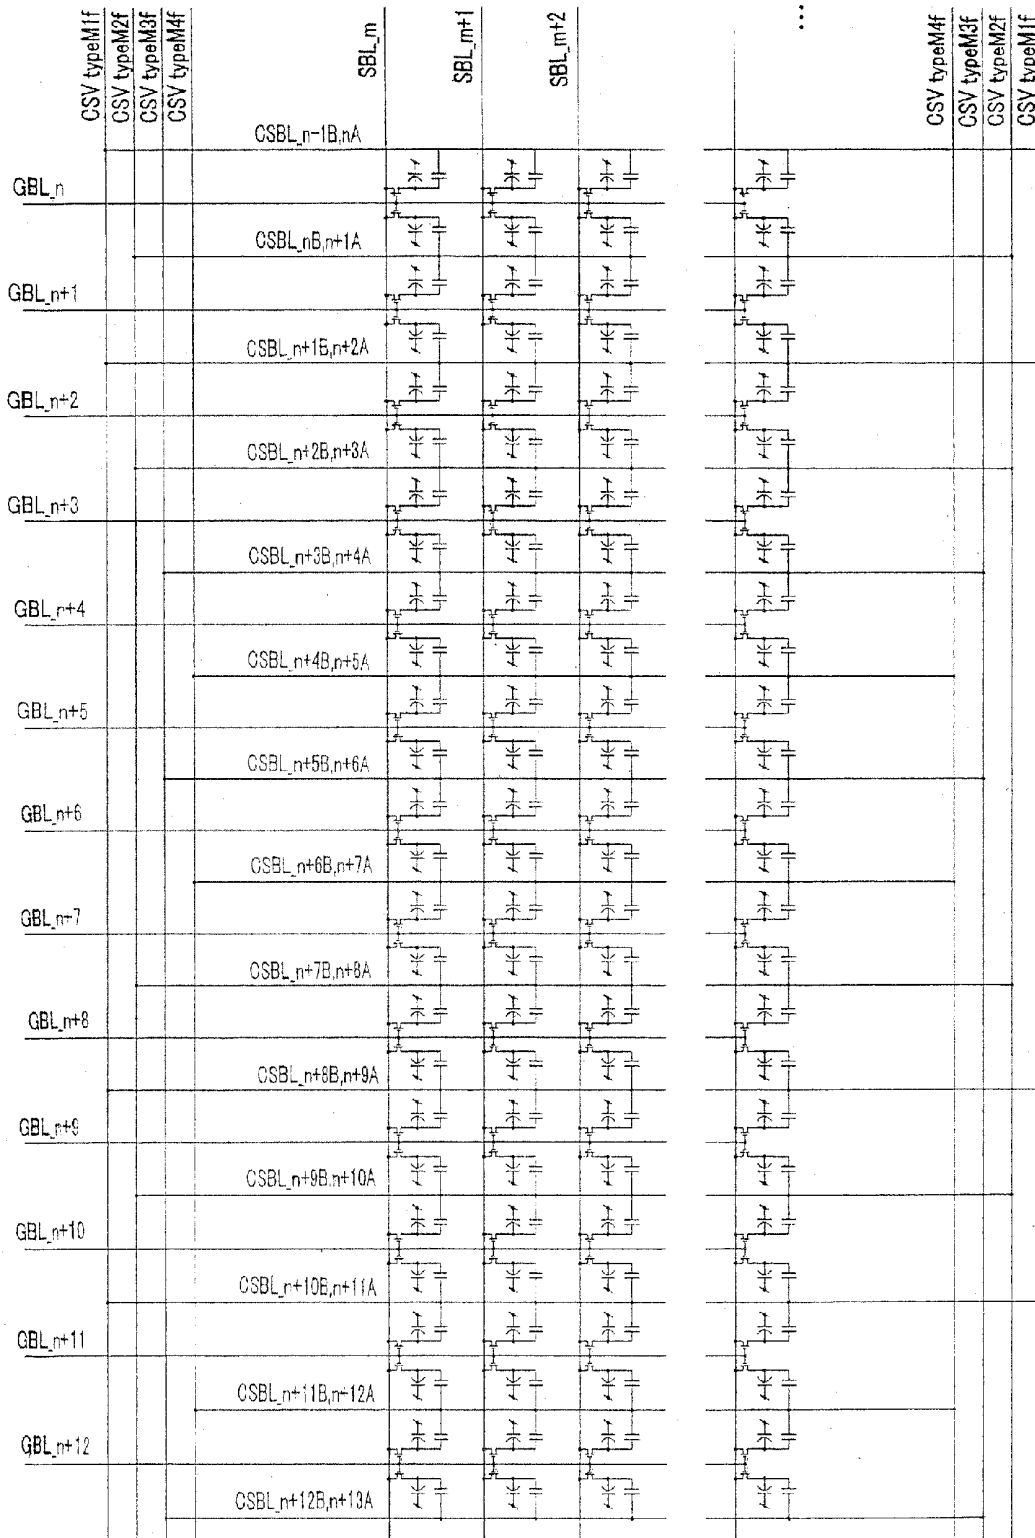 CSV typeM1f
CSV typeM2f
CSV typeM3f
CSV typeM4f
SBL_m
SBL_m+1
SBL_m+2
...
CSV typeM4f
CSV typeM3f
CSV typeM2f
CSV typeM1f
CSBL_n-1B,nA
GBL_n
CSBL_nB,n+1A
GBL_n+1
CSBL_n+1B,n+2A
GBL_n+2
CSBL_n+2B,n+3A
GBL_n+3
CSBL_n+3B,n+4A
GBL_n+4
CSBL_n+4B,n+5A
GBL_n+5
CSBL_n+5B,n+6A
GBL_n+6
CSBL_n+6B,n+7A
GBL_n+7
CSBL_n+7B,n+8A
GBL_n+8
CSBL_n+8B,n+9A
GBL_n+9
CSBL_n+9B,n+10A
GBL_n+10
CSBL_n+10B,n+11A
GBL_n+11
CSBL_n+11B,n+12A
GBL_n+12
CSBL_n+12B,n+13A